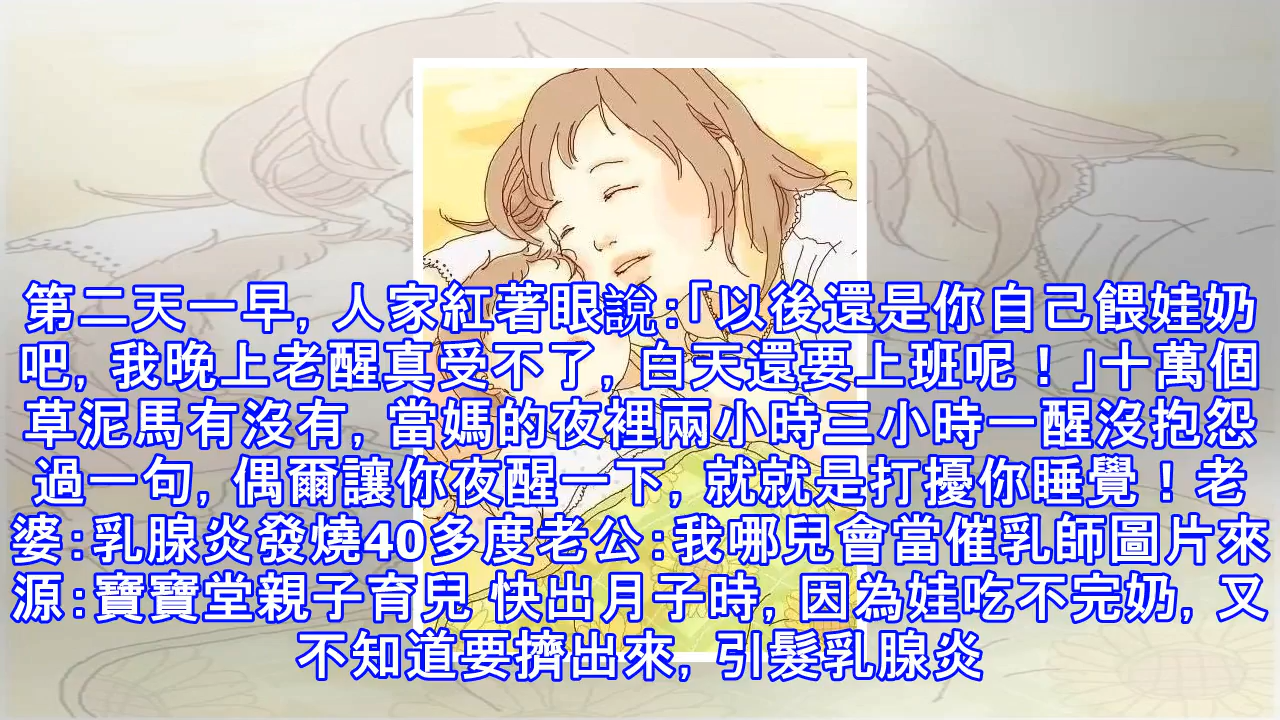 第二天一早, 人家紅著眼說:「以後還是你自己餵娃奶
吧, 我晚上老醒真受不了, 白天還要上班呢！」十萬個
草泥馬有沒有, 當媽的夜裡兩小時三小時一醒沒抱怨
過一句, 偶爾讓你夜醒一下, 就就是打擾你睡覺！老
婆:乳腺炎發燒40多度老公:我哪兒會當催乳師圖片來
源:寶寶堂親子育兒 快出月子時, 因為娃吃不完奶, 又
不知道要擠出來, 引髮乳腺炎